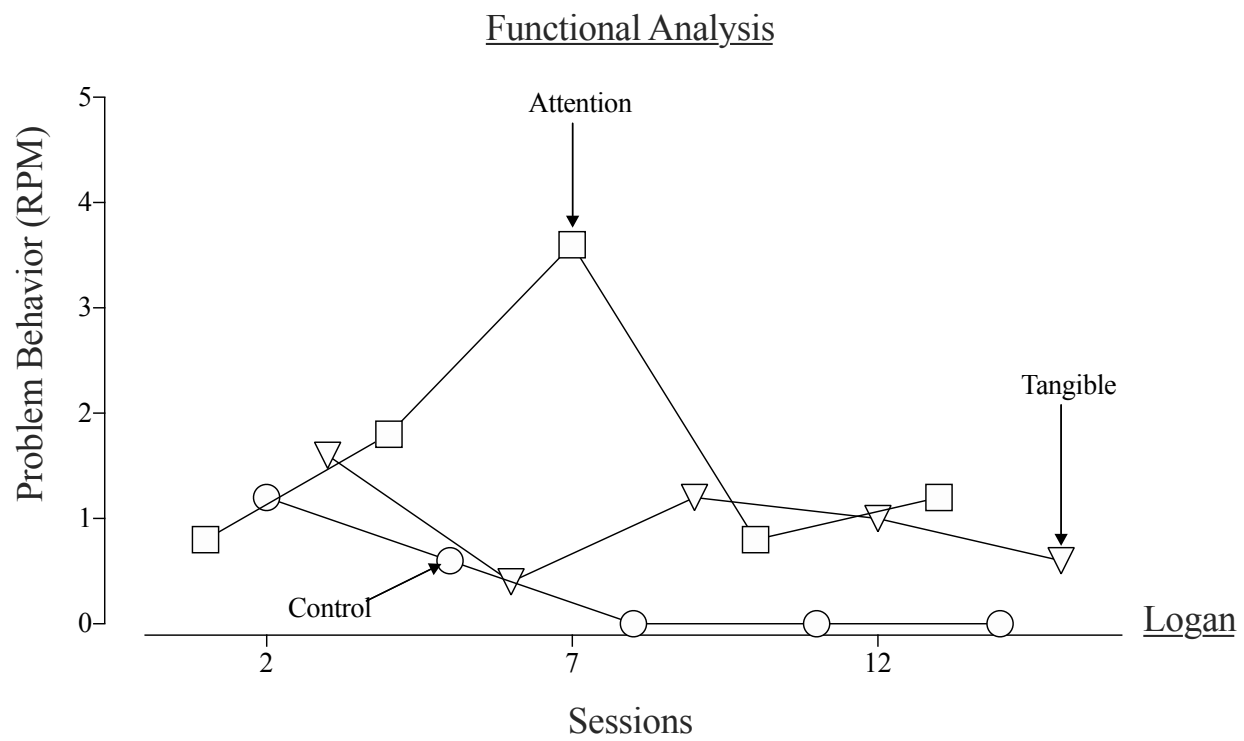 Functional Analysis
Problem Behavior (RPM)
5
4
3
2
1
0
Attention
Tangible
Control
Logan
2
7
12
Sessions